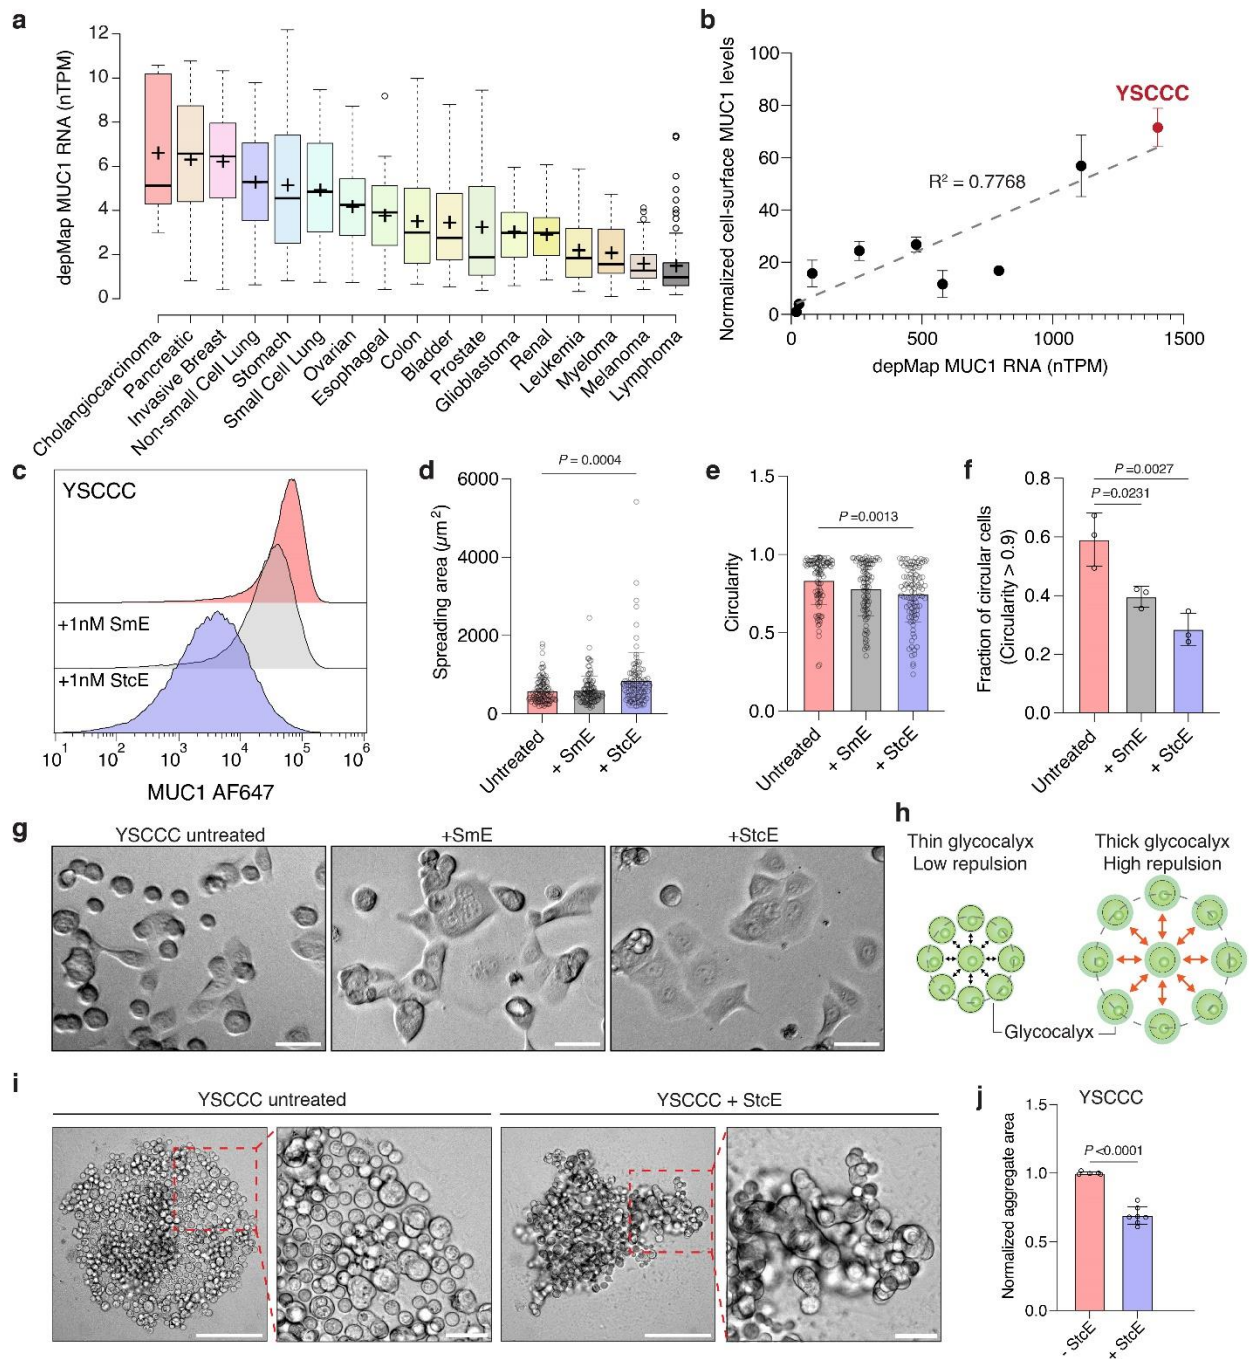 a
depMap MUC1 RNA (nTPM)
12
10
8
6
4
2
0
Cholangiocarcinoma
Pancreatic
Invasive Breast
Non-small Cell Lung
Stomach
Small Cell Lung
Ovarian
Esophageal
Colon
Bladder
Prostate
Glioblastoma
Renal
Leukemia
Myeloma
Melanoma
Lymphoma
b
Normalized cell-surface MUC1 levels
100
80
60
40
20
0
YSCCC
R² = 0.7768
0 500 1000 1500
depMap MUC1 RNA (nTPM)
c
YSCCC
+1nM SmE
+1nM StcE
10¹ 10² 10³ 10⁴ 10⁵ 10⁶
MUC1 AF647
d
P = 0.0004
Spreading area (µm²)
6000
4000
2000
0
Untreated
+ SmE
+ StcE
e
P =0.0013
Circularity
1.5
1.0
0.5
0.0
Untreated
+ SmE
+ StcE
f
P =0.0027
P =0.0231
Fraction of circular cells
(Circularity > 0.9)
0.8
0.6
0.4
0.2
0.0
Untreated
+ SmE
+ StcE
g
YSCCC untreated
+SmE
+StcE
h
Thin glycocalyx
Low repulsion
Thick glycocalyx
High repulsion
Glycocalyx
i
YSCCC untreated
YSCCC + StcE
j
YSCCC
P <0.0001
Normalized aggregate area
1.5
1.0
0.5
0.0
- StcE
+ StcE